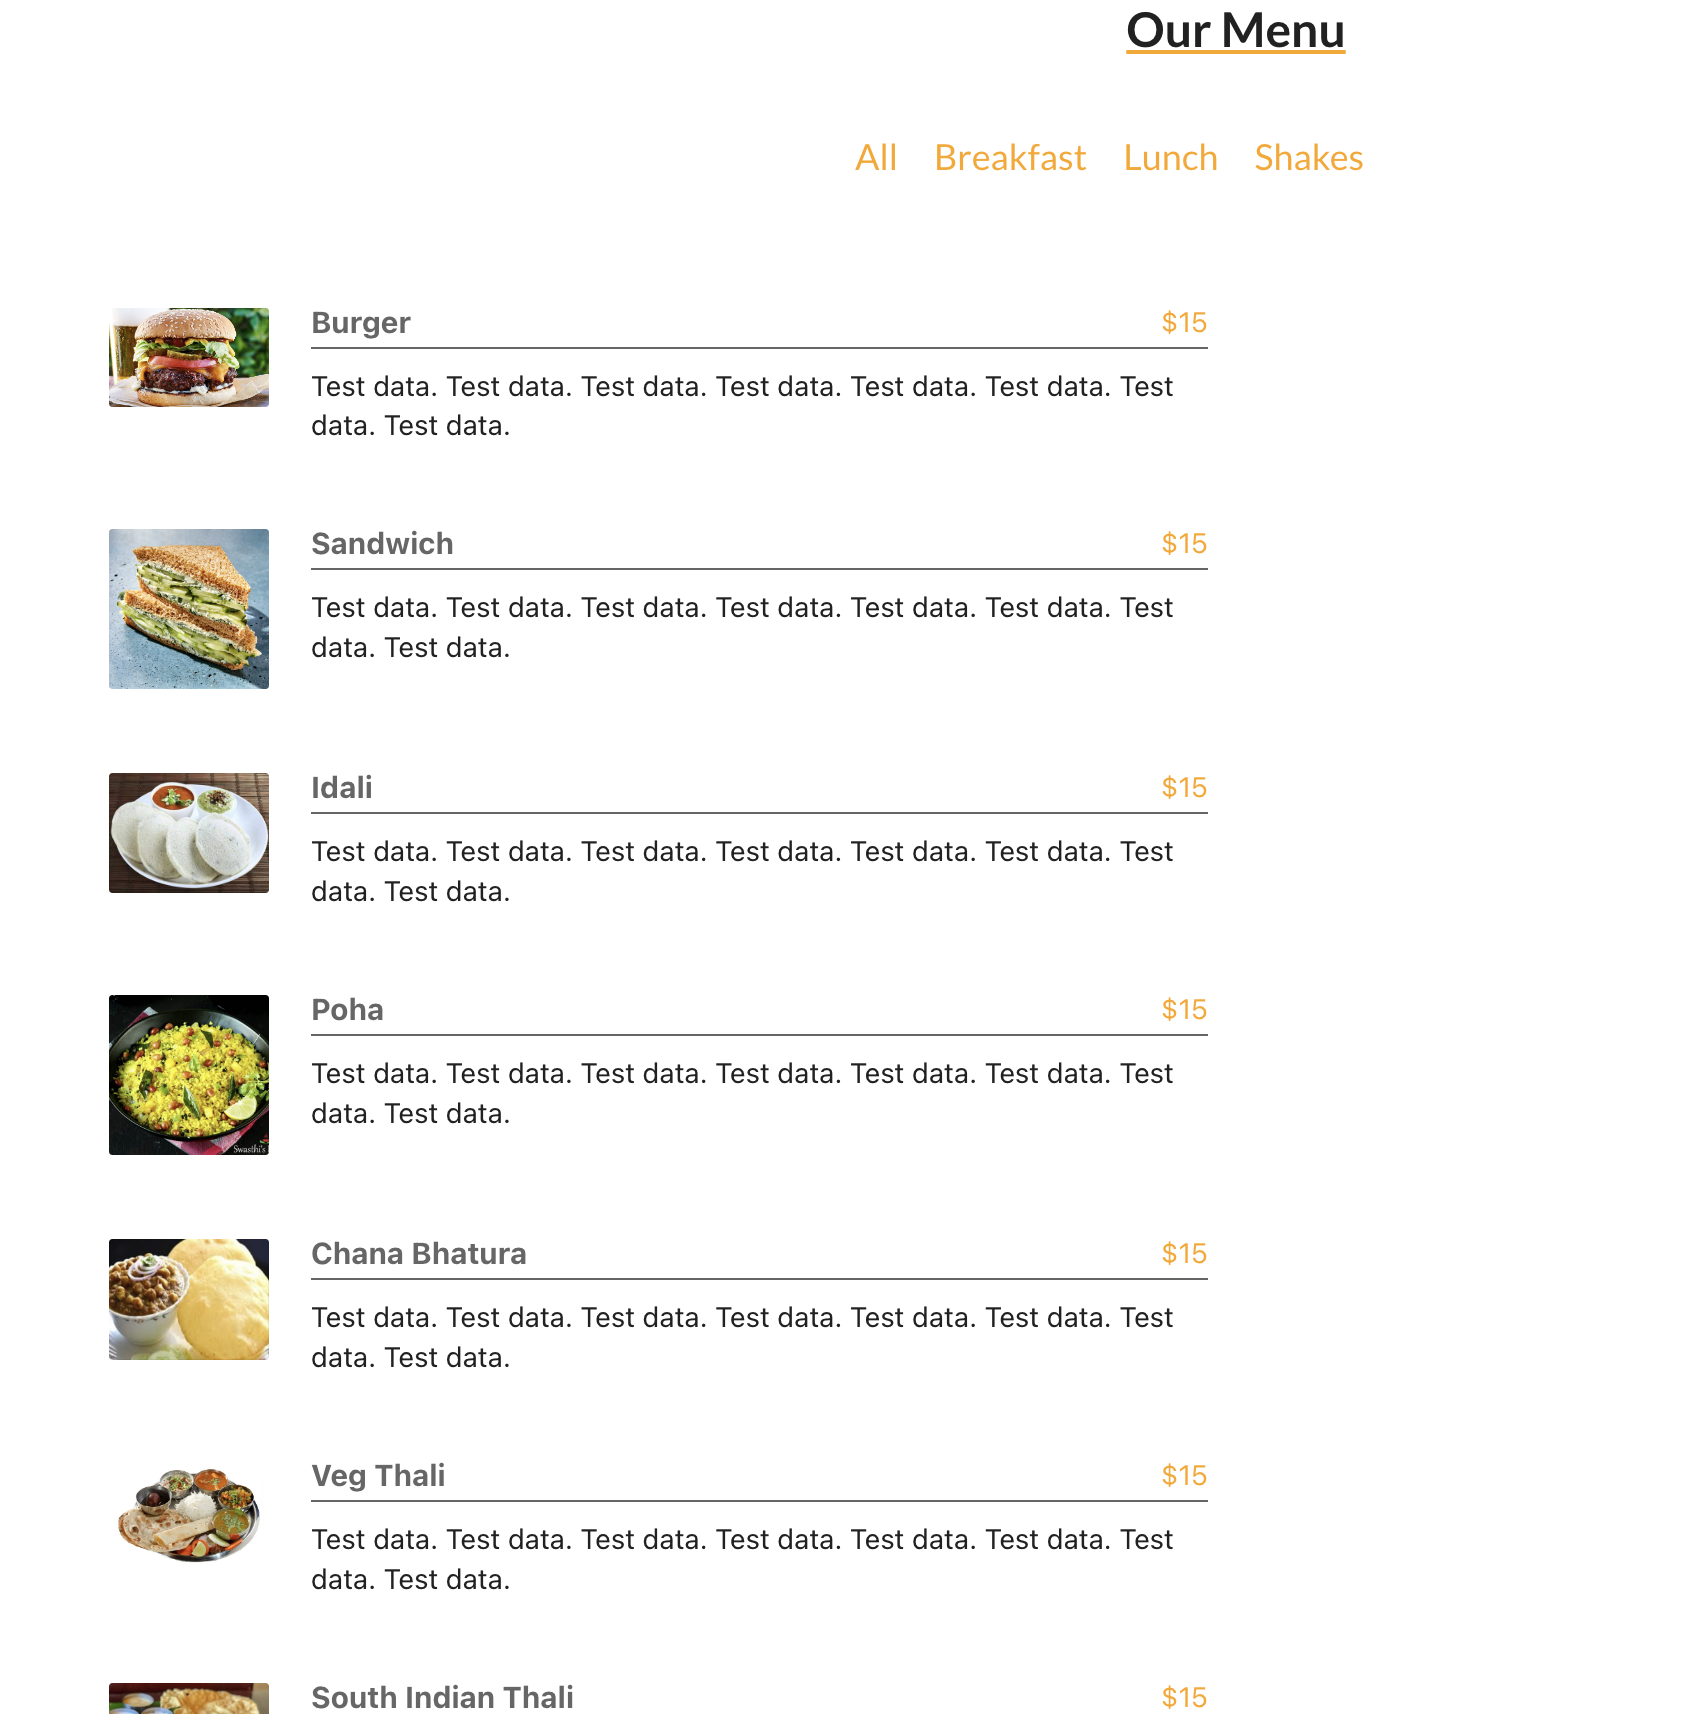 Our Menu
All Breakfast Lunch Shakes
Burger $15
Test data. Test data. Test data. Test data. Test data. Test data. Test
data. Test data.
Sandwich $15
Test data. Test data. Test data. Test data. Test data. Test data. Test
data. Test data.
Idali $15
Test data. Test data. Test data. Test data. Test data. Test data. Test
data. Test data.
Poha $15
Test data. Test data. Test data. Test data. Test data. Test data. Test
data. Test data.
Swasthi's
Chana Bhatura $15
Test data. Test data. Test data. Test data. Test data. Test data. Test
data. Test data.
Veg Thali $15
Test data. Test data. Test data. Test data. Test data. Test data. Test
data. Test data.
South Indian Thali $15